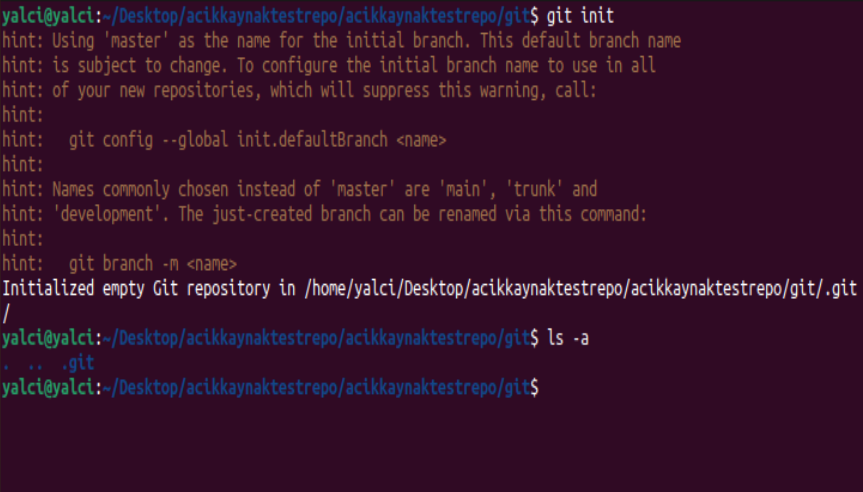 yalci@yalci:~/Desktop/acikkaynaktestrepo/acikkaynaktestrepo/git$ git init
hint: Using 'master' as the name for the initial branch. This default branch name
hint: is subject to change. To configure the initial branch name to use in all
hint: of your new repositories, which will suppress this warning, call:
hint:
hint:   git config --global init.defaultBranch <name>
hint:
hint: Names commonly chosen instead of 'master' are 'main', 'trunk' and
hint: 'development'. The just-created branch can be renamed via this command:
hint:
hint:   git branch -m <name>
Initialized empty Git repository in /home/yalci/Desktop/acikkaynaktestrepo/acikkaynaktestrepo/git/.git
/
yalci@yalci:~/Desktop/acikkaynaktestrepo/acikkaynaktestrepo/git$ ls -a
.  ..  .git
yalci@yalci:~/Desktop/acikkaynaktestrepo/acikkaynaktestrepo/git$